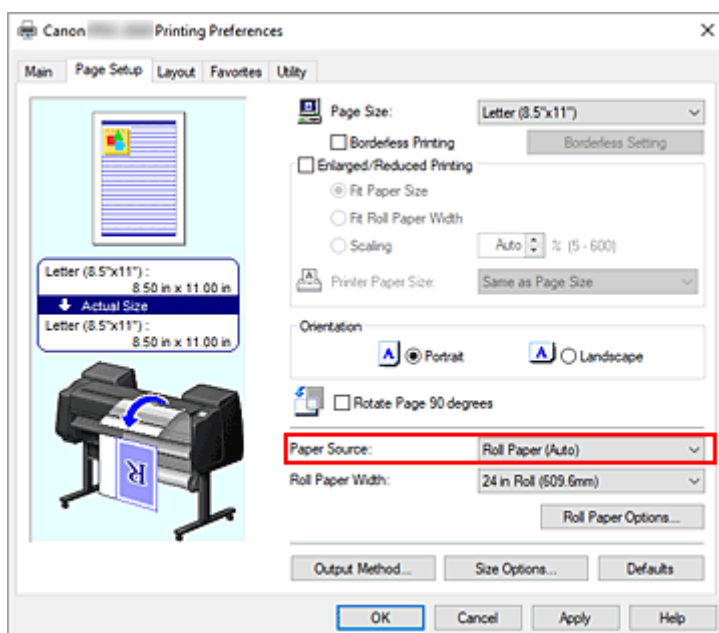 Canon Printing Preferences
Main Page Setup Layout Favorites Utility
Page Size: Letter (8.5"x11")
Borderless Printing Borderless Setting
Enlarged/Reduced Printing
Fit Paper Size
Fit Roll Paper Width
Scaling Auto % (5 - 600)
Printer Paper Size: Same as Page Size
Letter (8.5"x11") :
8.50 in x 11.00 in
Actual Size
Letter (8.5"x11") :
8.50 in x 11.00 in
Orientation
A Portrait A Landscape
Rotate Page 90 degrees
R
Paper Source: Roll Paper (Auto)
Roll Paper Width: 24 in Roll (609.6mm)
Roll Paper Options...
Output Method... Size Options... Defaults
OK Cancel Apply Help